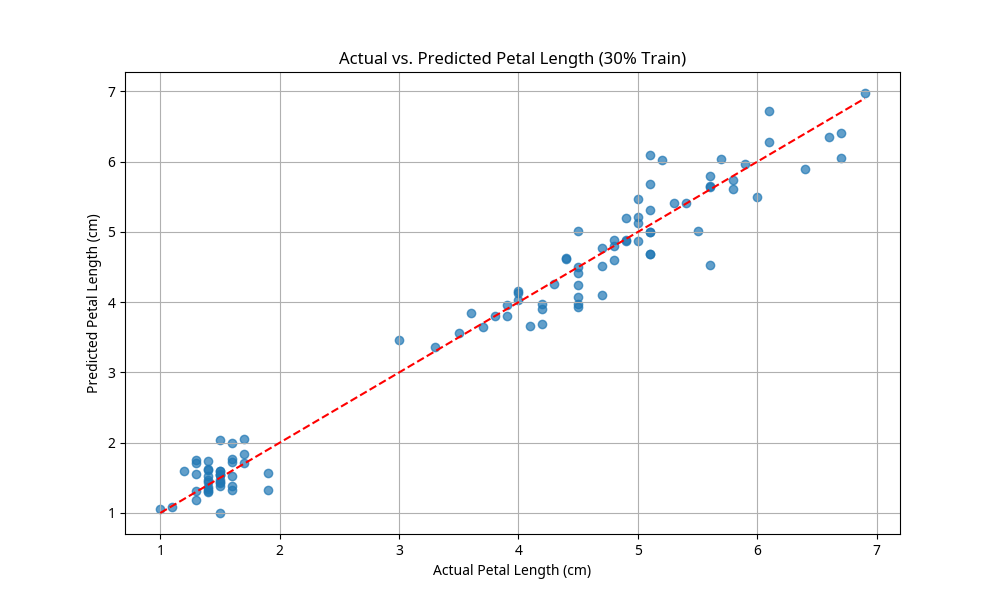 Actual vs. Predicted Petal Length (30% Train)
Predicted Petal Length (cm)
7
6
5
4
3
2
1
1 2 3 4 5 6 7
Actual Petal Length (cm)